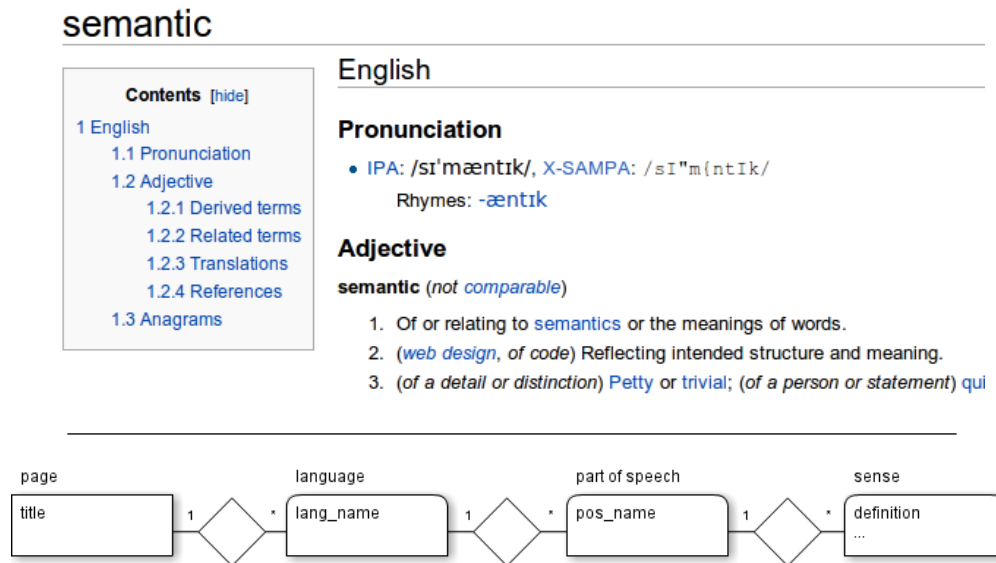 semantic
Contents [hide]
1 English
1.1 Pronunciation
1.2 Adjective
1.2.1 Derived terms
1.2.2 Related terms
1.2.3 Translations
1.2.4 References
1.3 Anagrams
English
Pronunciation
• IPA: /sɪˈmæntɪk/, X-SAMPA: /sI"m{ntIk/
Rhymes: -æntɪk
Adjective
semantic (not comparable)
1. Of or relating to semantics or the meanings of words.
2. (web design, of code) Reflecting intended structure and meaning.
3. (of a detail or distinction) Petty or trivial; (of a person or statement) qui
page language part of speech sense
title 1 * lang_name 1 * pos_name 1 * definition
...